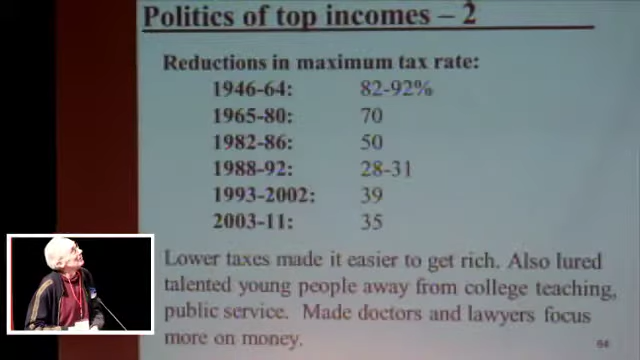 Politics of top incomes – 2
Reductions in maximum tax rate:
1946-64: 82-92%
1965-80: 70
1982-86: 50
1988-92: 28-31
1993-2002: 39
2003-11: 35
Lower taxes made it easier to get rich. Also lured
talented young people away from college teaching,
public service. Made doctors and lawyers focus
more on money.
64